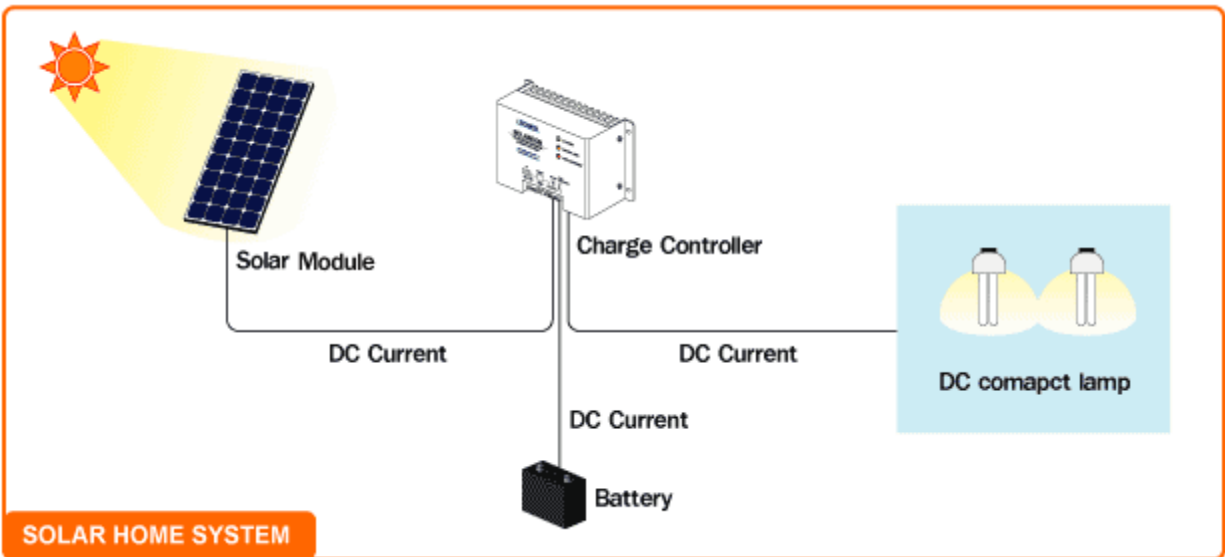 Solar Module
Charge Controller
DC Current
DC Current
DC comapct lamp
DC Current
Battery
SOLAR HOME SYSTEM